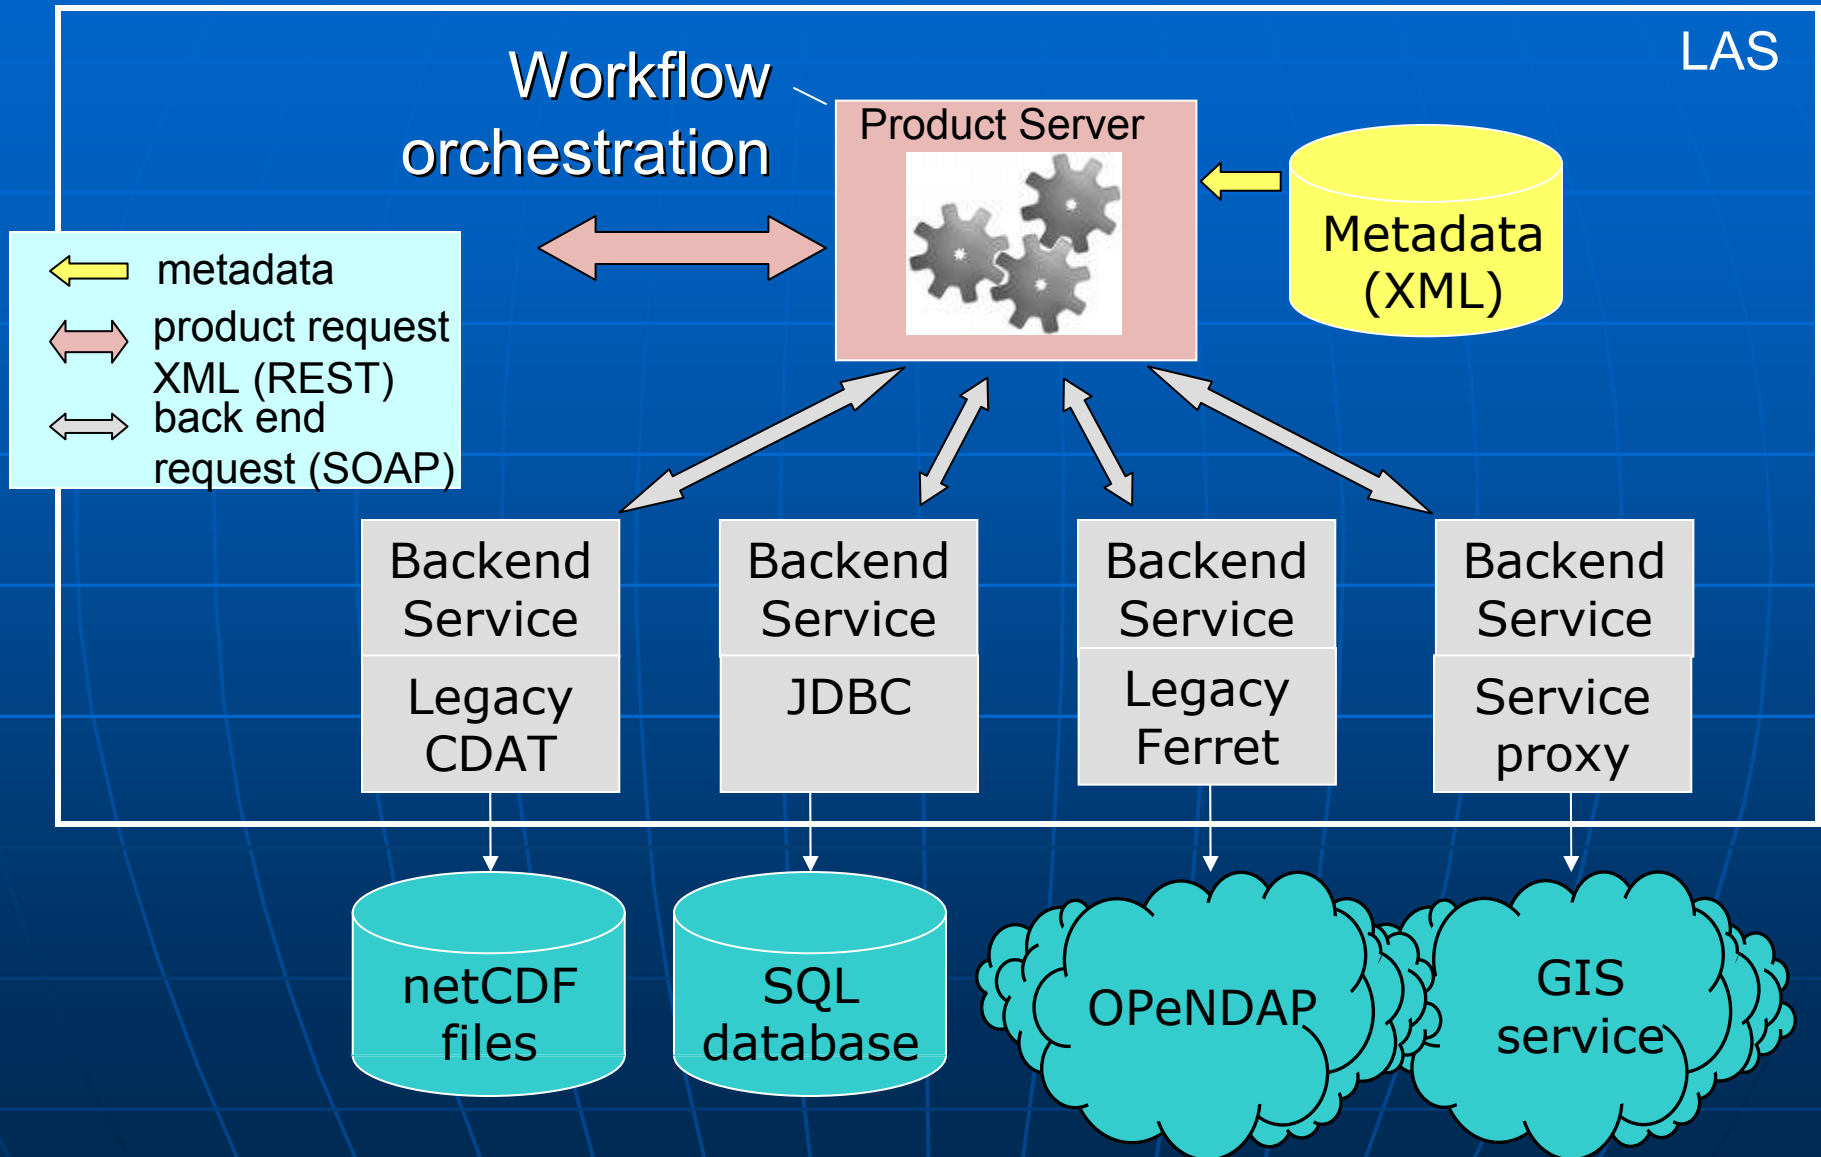 LAS
Workflow
orchestration
Product Server
Metadata
(XML)
metadata
product request
XML (REST)
back end
request (SOAP)
Backend
Service
Legacy
CDAT
Backend
Service
JDBC
Backend
Service
Legacy
Ferret
Backend
Service
Service
proxy
netCDF
files
SQL
database
OPeNDAP
GIS
service